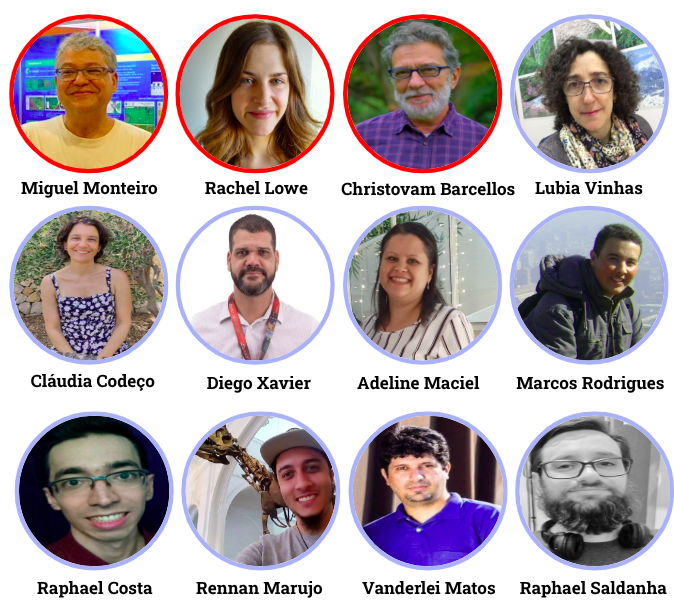 Miguel Monteiro
Rachel Lowe
Christovam Barcellos
Lubia Vinhas
Cláudia Codeço
Diego Xavier
Adeline Maciel
Marcos Rodrigues
Raphael Costa
Rennan Marujo
Vanderlei Matos
Raphael Saldanha